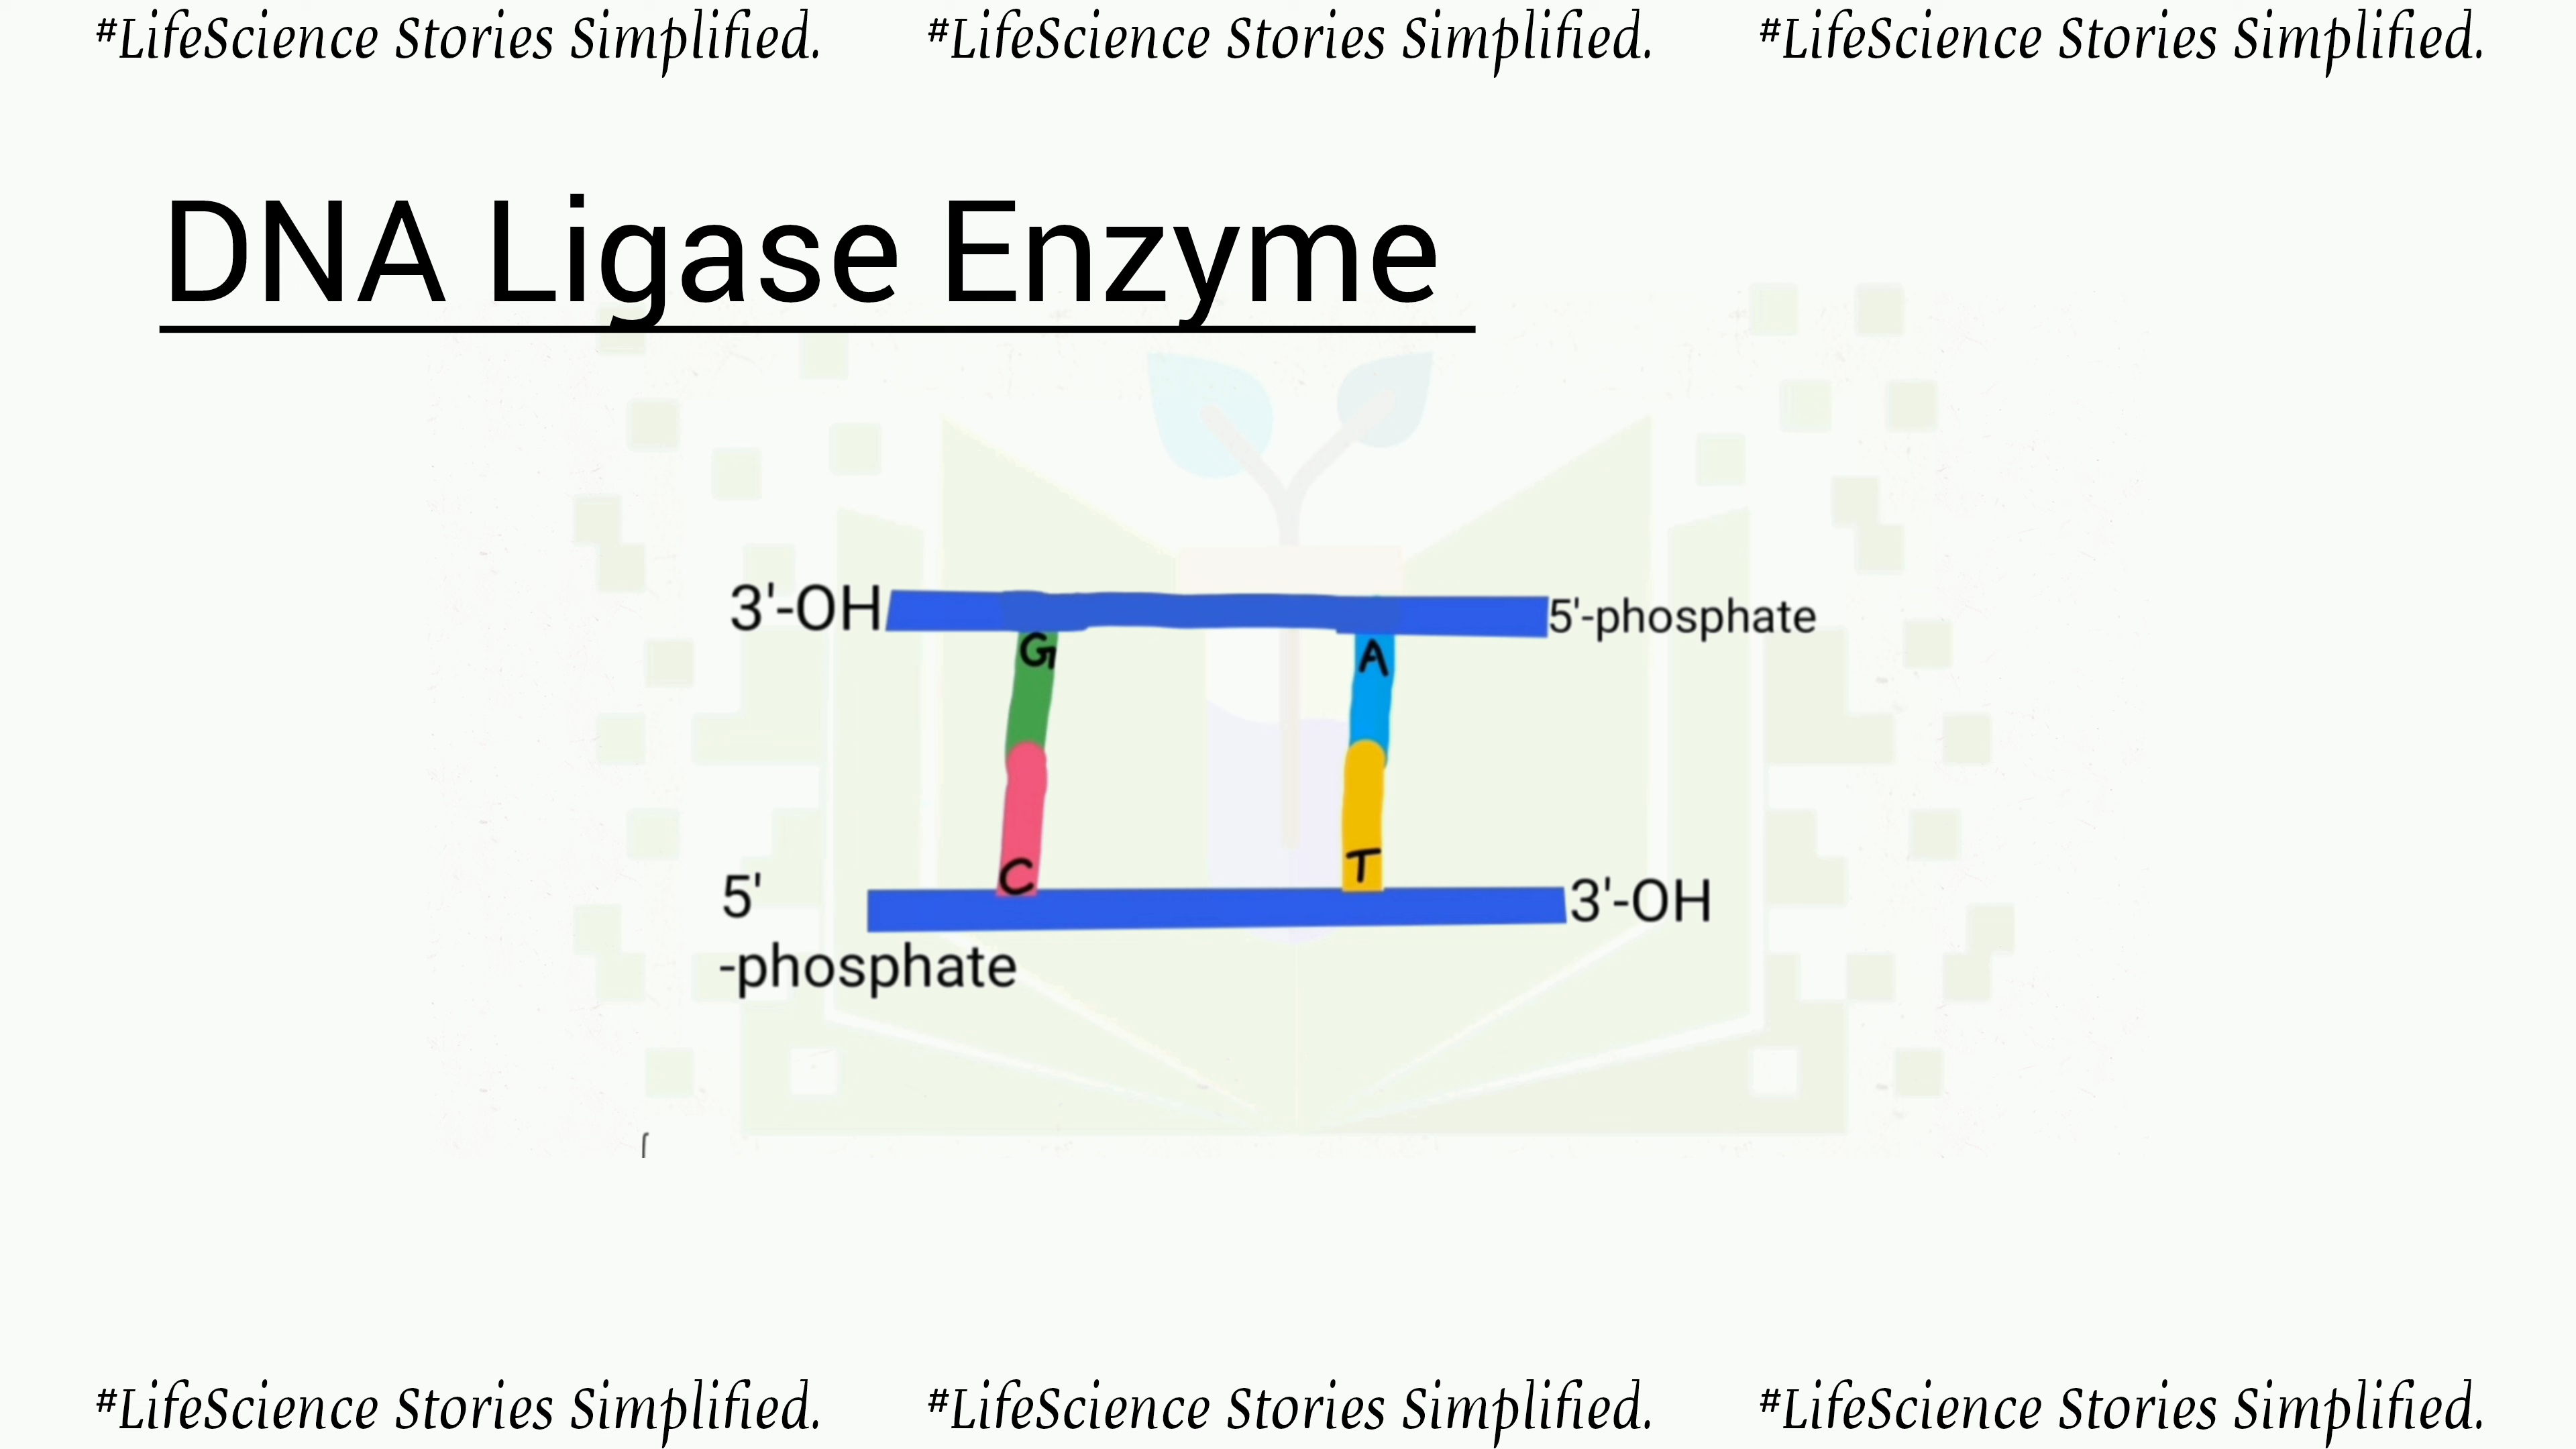 #LifeScience Stories Simplified. #LifeScience Stories Simplified. #LifeScience Stories Simplified.
DNA Ligase Enzyme
3'-OH 5'-phosphate
G A
C T
5' 3'-OH
-phosphate
#LifeScience Stories Simplified. #LifeScience Stories Simplified. #LifeScience Stories Simplified.